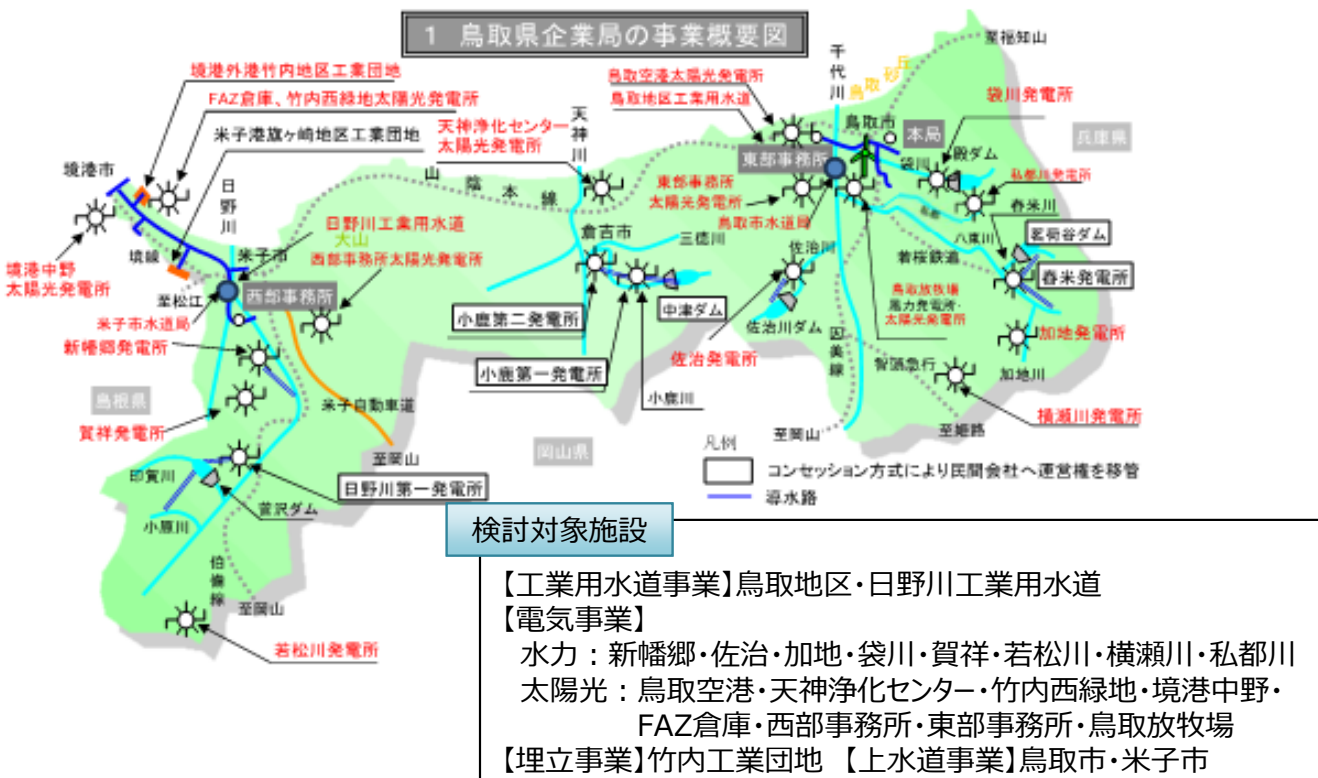 1 鳥取県企業局の事業概要図
境港外港竹内地区工業団地
FAZ倉庫、竹内西緑地太陽光発電所
米子港旗ヶ崎地区工業団地
境港市
日野川
境線
米子市
境港中野
太陽光発電所
至松江
日野川工業用水道
大山
西部事務所太陽光発電所
西部事務所
米子市水道局
新幡郷発電所
島根県
賀祥発電所
米子自動車道
至岡山
印賀川
日野川第一発電所
菅沢ダム
小原川
伯備線
至岡山
若松川発電所
山陰本線
天神浄化センター
太陽光発電所
天神川
倉吉市
三徳川
小鹿第二発電所
中津ダム
小鹿第一発電所
小鹿川
岡山県
鳥取空港太陽光発電所
鳥取地区工業用水道
千代川
鳥取砂丘
至福知山
鳥取市
本局
袋川発電所
兵庫県
東部事務所
袋川
殿ダム
私都川発電所
東部事務所
太陽光発電所
鳥取市水道局
私都
春米川
八東川
茗荷谷ダム
若桜鉄道
春米発電所
佐治川
佐治川ダム
佐治発電所
因美線
鳥取放牧場
風力発電所・
太陽光発電所
加地発電所
智頭急行
加地川
横瀬川発電所
至岡山
至姫路
凡例
コンセッション方式により民間会社へ運営権を移管
導水路
検討対象施設
【工業用水道事業】鳥取地区・日野川工業用水道
【電気事業】
水力：新幡郷・佐治・加地・袋川・賀祥・若松川・横瀬川・私都川
太陽光：鳥取空港・天神浄化センター・竹内西緑地・境港中野・
FAZ倉庫・西部事務所・東部事務所・鳥取放牧場
【埋立事業】竹内工業団地 【上水道事業】鳥取市・米子市